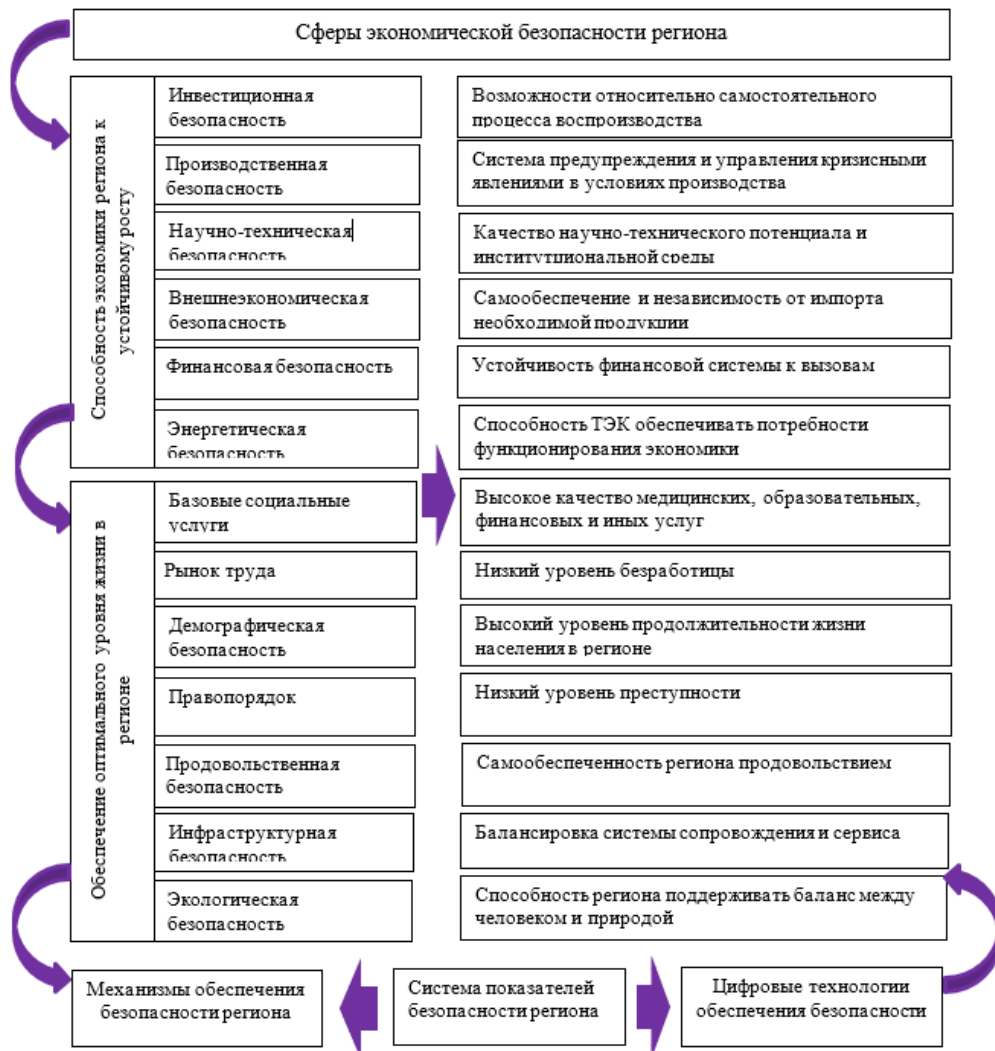 Сферы экономической безопасности региона
Способность экономики региона к
устойчивому росту
Инвестиционная
безопасность
Возможности относительно самостоятельного
процесса воспроизводства
Производственная
безопасность
Система предупреждения и управления кризисными
явлениями в условиях производства
Научно-техническая
безопасность
Качество научно-технического потенциала и
институтциональной среды
Внешнеэкономическая
безопасность
Самообеспечение и независимость от импорта
необходимой продукции
Финансовая безопасность
Устойчивость финансовой системы к вызовам
Энергетическая
безопасность
Способность ТЭК обеспечивать потребности
функционирования экономики
Обеспечение оптимального уровня жизни в
регионе
Базовые социальные
услуги
Высокое качество медицинских, образовательных,
финансовых и иных услуг
Рынок труда
Низкий уровень безработицы
Демографическая
безопасность
Высокий уровень продолжительности жизни
населения в регионе
Правопорядок
Низкий уровень преступности
Продовольственная
безопасность
Самообеспеченность региона продовольствием
Инфраструктурная
безопасность
Балансировка системы сопровождения и сервиса
Экологическая
безопасность
Способность региона поддерживать баланс между
человеком и природой
Механизмы обеспечения
безопасности региона
Система показателей
безопасности региона
Цифровые технологии
обеспечения безопасности